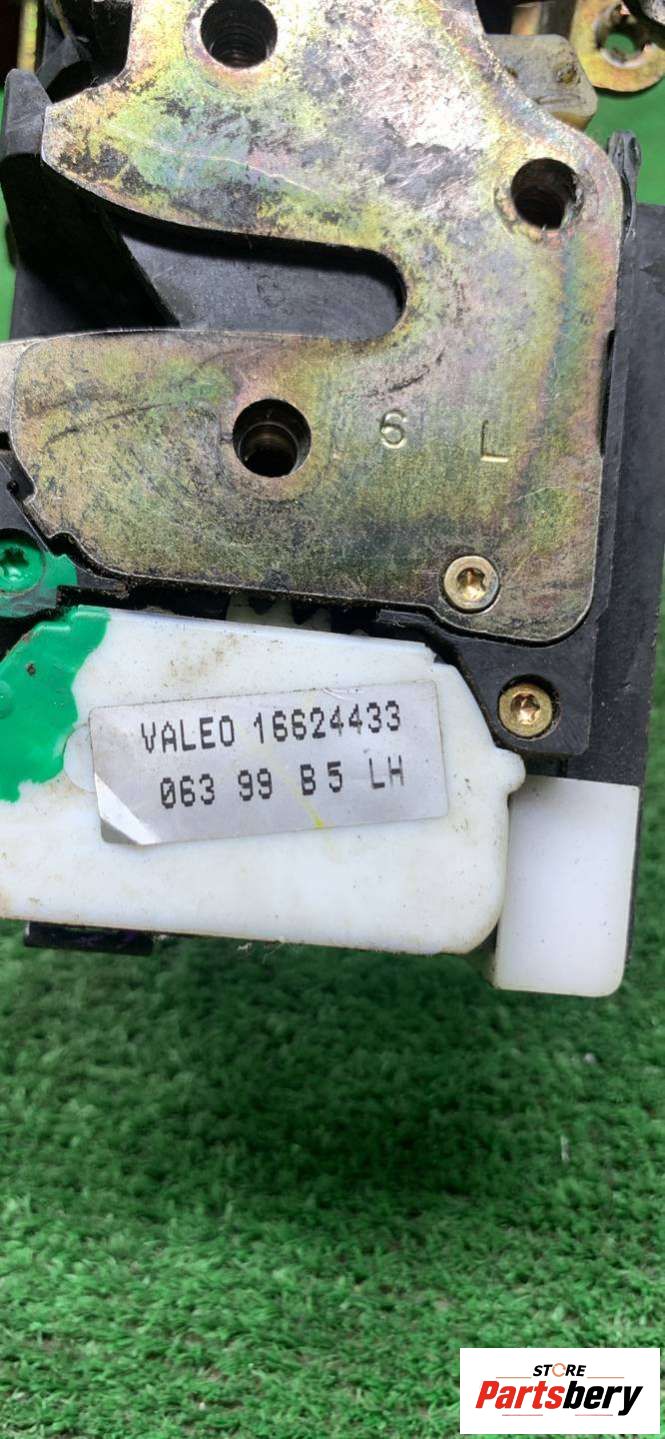 6 L
VALEO 16624433
063 99 B5 LH
STORE
Partsbery